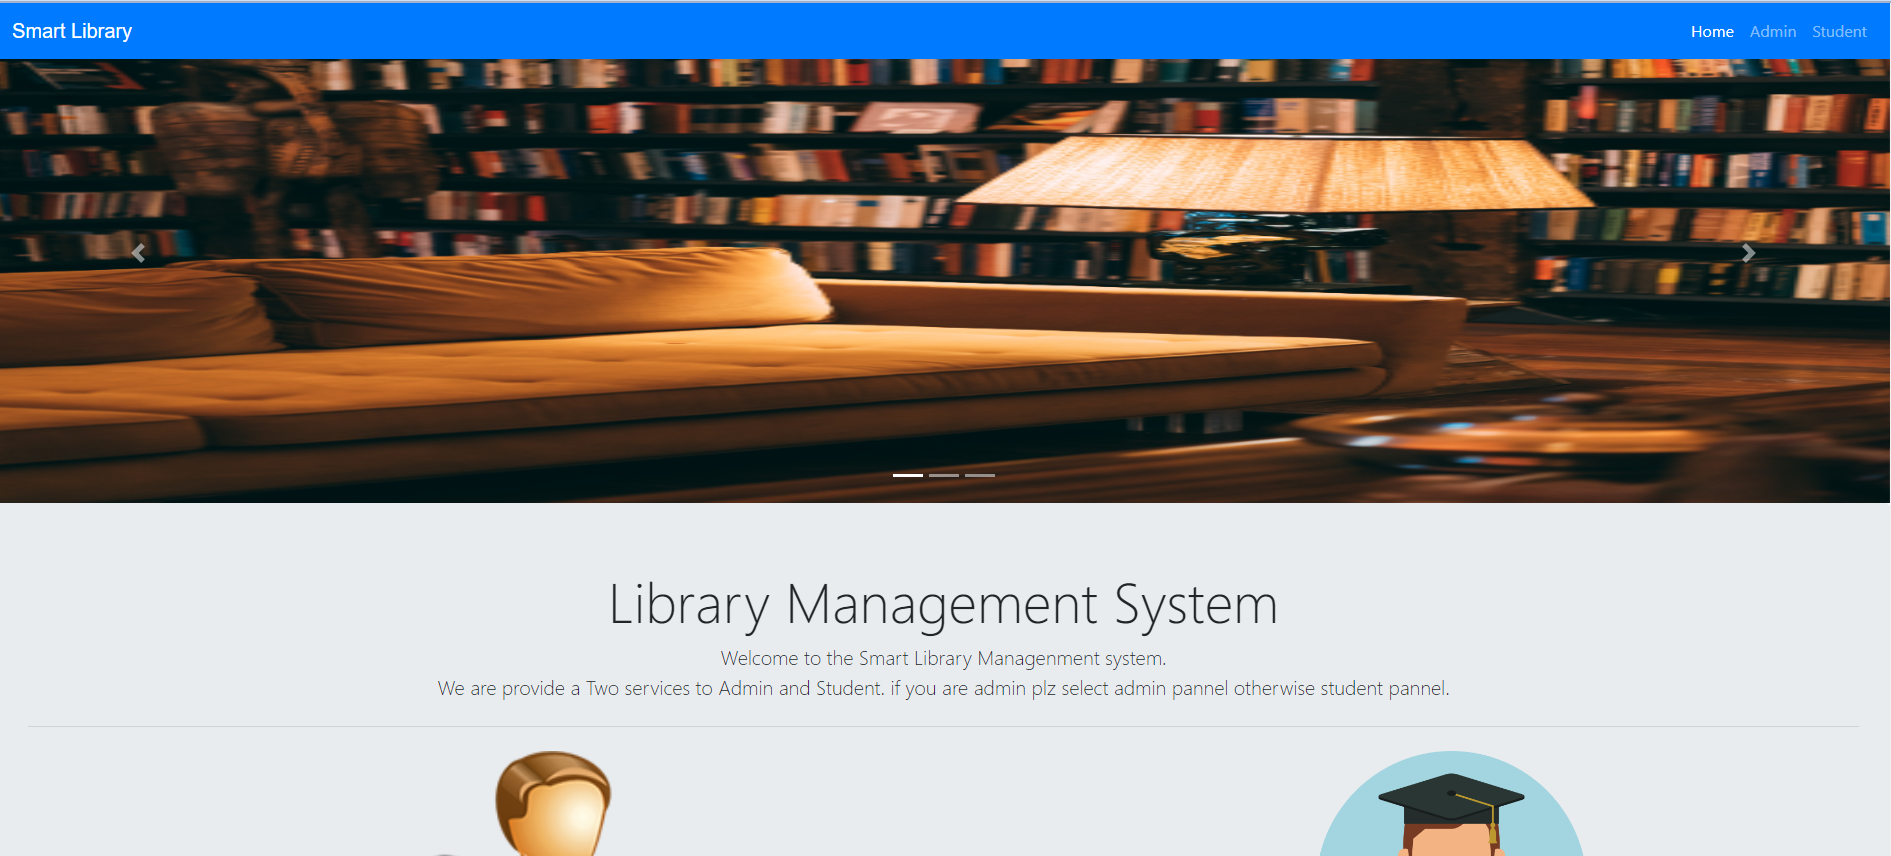 Smart Library
Home Admin Student
Library Management System
Welcome to the Smart Library Managenment system.
We are provide a Two services to Admin and Student. if you are admin plz select admin pannel otherwise student pannel.